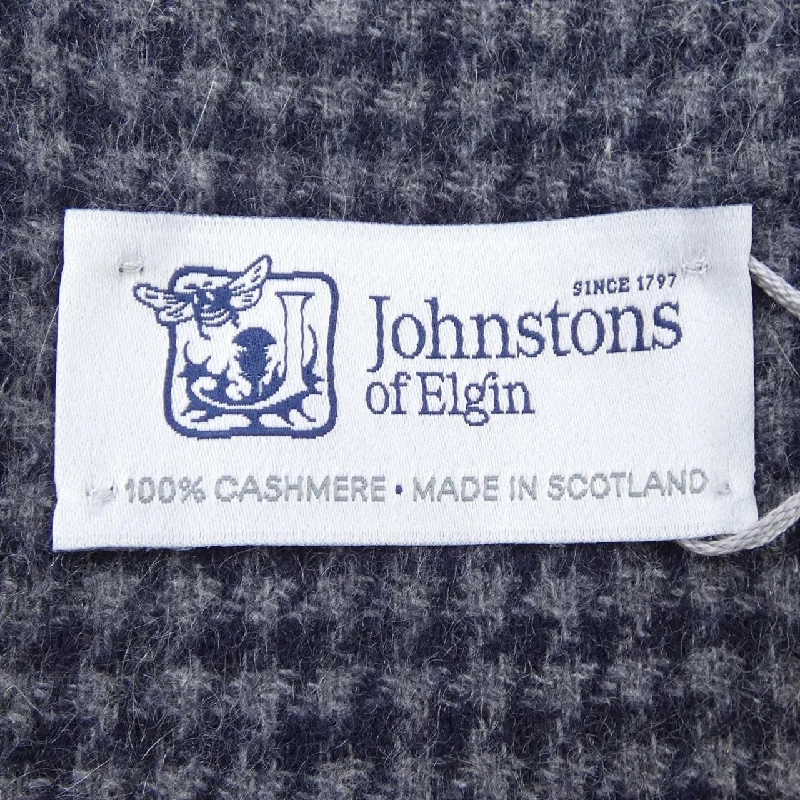 SINCE 1797
Johnstons
of Elgin
100% CASHMERE • MADE IN SCOTLAND